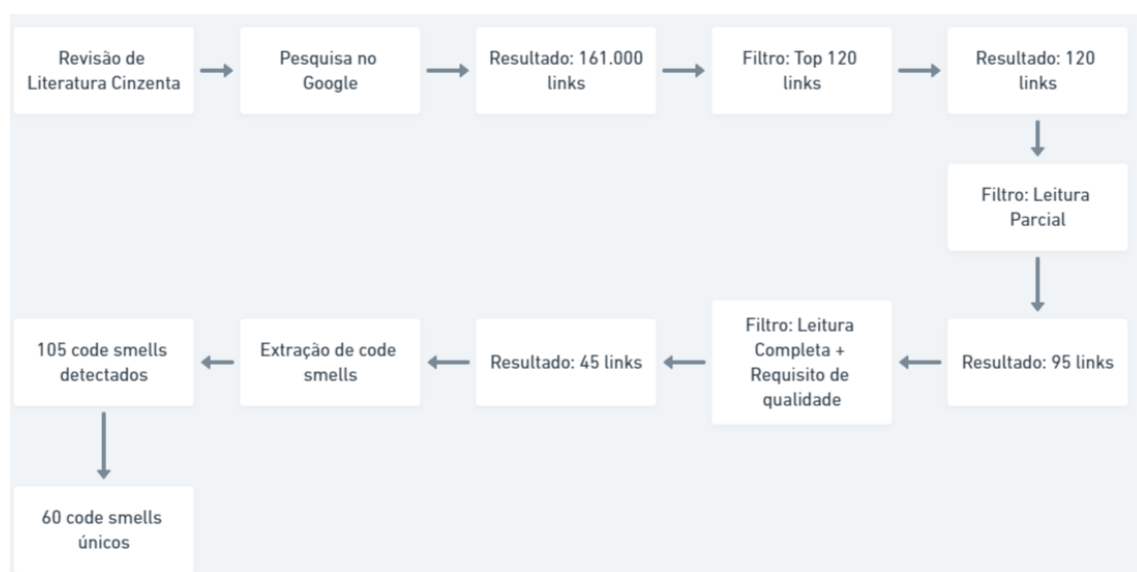 Revisão de
Literatura Cinzenta
Pesquisa no
Google
Resultado: 161.000
links
Filtro: Top 120
links
Resultado: 120
links
Filtro: Leitura
Parcial
Resultado: 95 links
Filtro: Leitura
Completa +
Requisito de
qualidade
Resultado: 45 links
Extração de code
smells
105 code smells
detectados
60 code smells
únicos